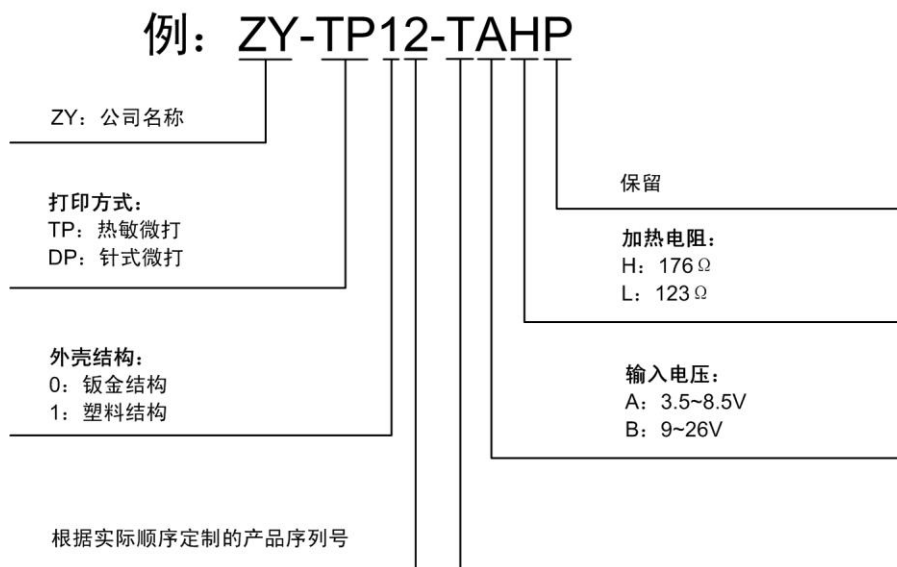 例：ZY-TP12-TAHP
ZY：公司名称
打印方式：
TP：热敏微打
DP：针式微打
外壳结构：
0：钣金结构
1：塑料结构
根据实际顺序定制的产品序列号
保留
加热电阻：
H：176Ω
L：123Ω
输入电压：
A：3.5~8.5V
B：9~26V